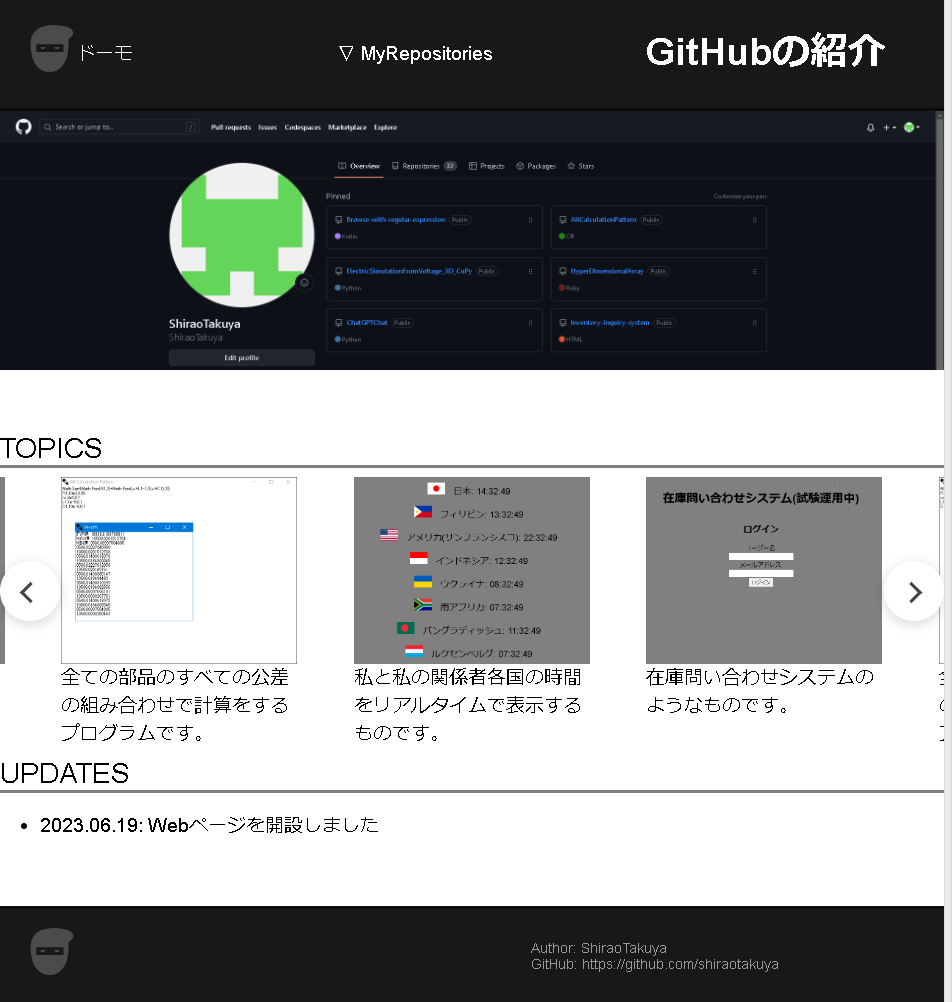 ドーモ
▽ MyRepositories
GitHubの紹介
Search or jump to...
/
Pull requests Issues Codespaces Marketplace Explore
Overview Repositories 22 Projects Packages Stars
Pinned
Customize your pins
Browse-with-regular-expression Public
Kotlin
AllCalculationPattern Public
C#
ElectricSimulationFromVoltage_3D_CuPy Public
Python
HyperDimensionalArray Public
Ruby
ChatGPTChat Public
Python
Inventory-inquiry-system Public
HTML
ShiraoTakuya
ShiraoTakuya
Edit profile
TOPICS
All Calculation Pattern
全ての部品のすべての公差
の組み合わせで計算をする
プログラムです。
日本: 14:32:49
フィリピン: 13:32:49
アメリカ(サンフランシスコ): 22:32:49
インドネシア: 12:32:49
ウクライナ: 08:32:49
南アフリカ: 07:32:49
バングラディッシュ: 11:32:49
ルクセンベルグ: 07:32:49
私と私の関係者各国の時間
をリアルタイムで表示する
ものです。
在庫問い合わせシステム(試験運用中)
ログイン
ユーザー名
メールアドレス
ログイン
在庫問い合わせシステムの
ようなものです。
UPDATES
2023.06.19: Webページを開設しました
Author: ShiraoTakuya
GitHub: https://github.com/shiraotakuya